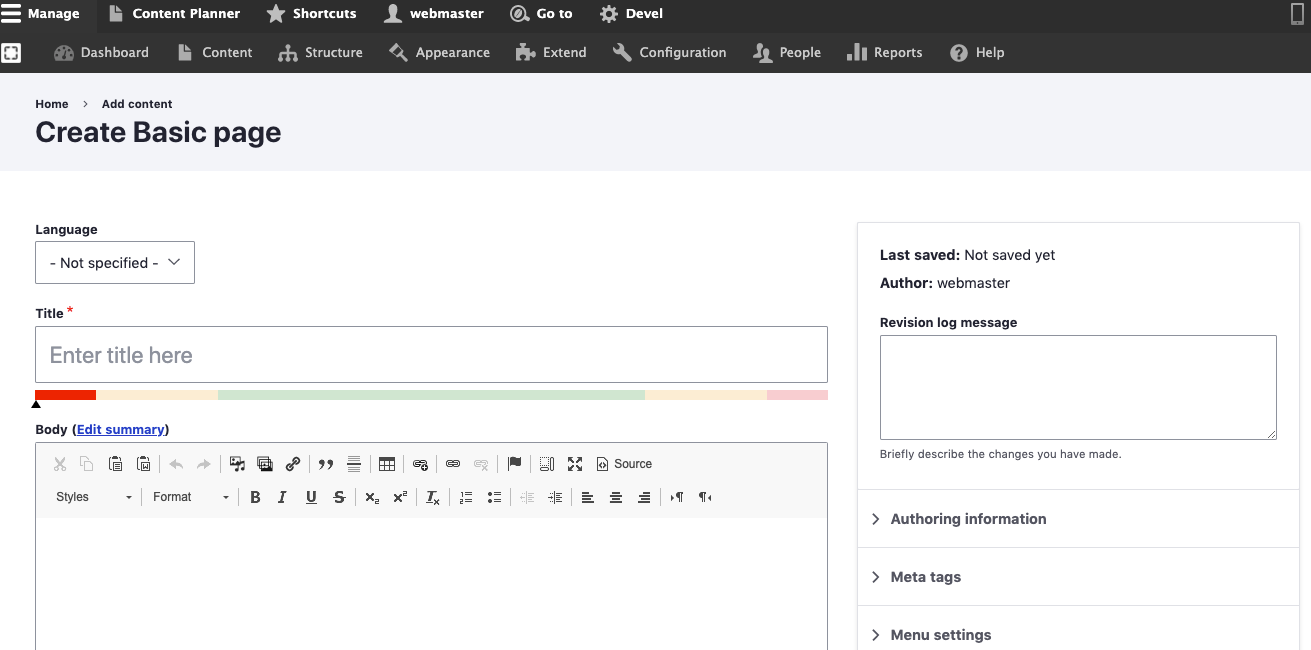 Manage Content Planner Shortcuts webmaster Go to Devel
Dashboard Content Structure Appearance Extend Configuration People Reports Help
Home › Add content
Create Basic page
Language
- Not specified -
Title *
Enter title here
Body (Edit summary)
Source
Styles Format B I U S x₂ x² Tx
Last saved: Not saved yet
Author: webmaster
Revision log message
Briefly describe the changes you have made.
Authoring information
Meta tags
Menu settings